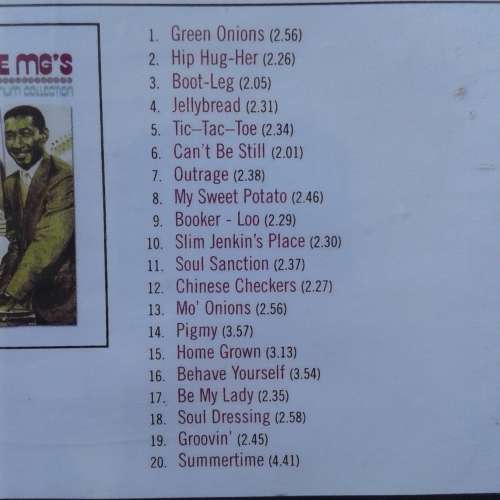 E MG'S
NUM COLLECTION
1. Green Onions (2.56)
2. Hip Hug-Her (2.26)
3. Boot-Leg (2.05)
4. Jellybread (2.31)
5. Tic–Tac–Toe (2.34)
6. Can't Be Still (2.01)
7. Outrage (2.38)
8. My Sweet Potato (2.46)
9. Booker - Loo (2.29)
10. Slim Jenkin's Place (2.30)
11. Soul Sanction (2.37)
12. Chinese Checkers (2.27)
13. Mo' Onions (2.56)
14. Pigmy (3.57)
15. Home Grown (3.13)
16. Behave Yourself (3.54)
17. Be My Lady (2.35)
18. Soul Dressing (2.58)
19. Groovin' (2.45)
20. Summertime (4.41)